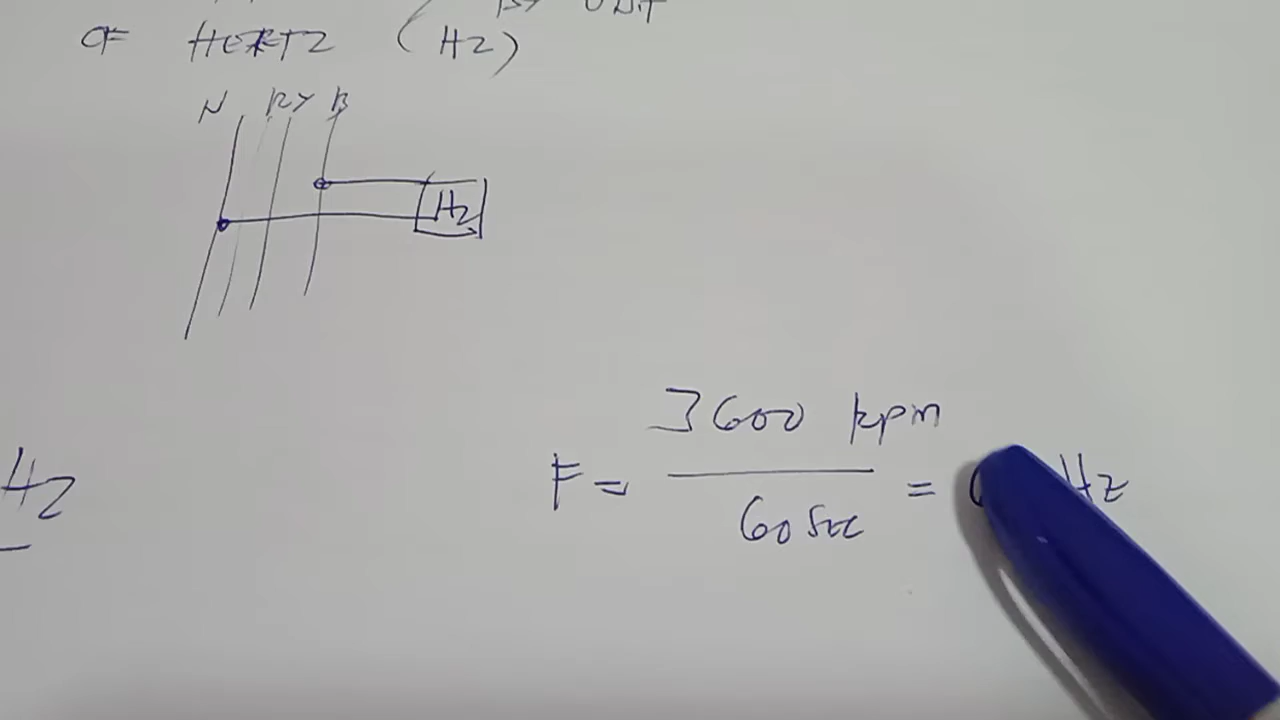 OF HERTZ (HZ)
N R Y B
Hz
Hz
3600 rpm
F = ――― = Hz
60 Sec